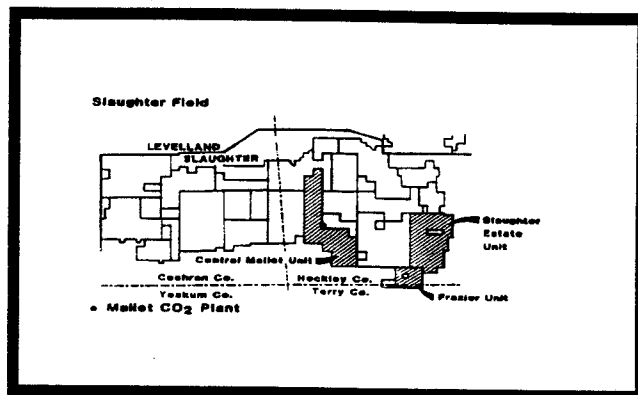 Slaughter Field
LEVELLAND
SLAUGHTER
Slaughter
Estate
Unit
Central Mallet Unit
Cochran Co.
Hockley Co.
Yoakum Co.
Terry Co.
Frazier Unit
Mallet CO2 Plant